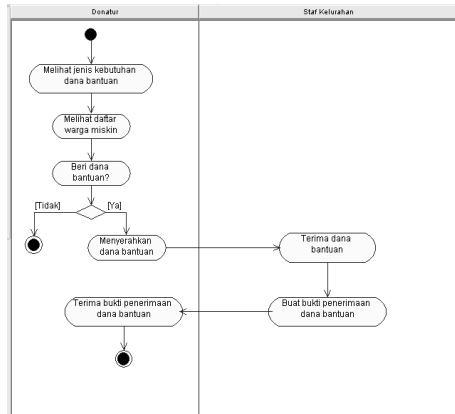 Donatur
Staf Kelurahan
Melihat jenis kebutuhan
dana bantuan
Melihat daftar
warga miskin
Beri dana
bantuan?
[Tidak]
[Ya]
Menyerahkan
dana bantuan
Terima dana
bantuan
Terima bukti penerimaan
dana bantuan
Buat bukti penerimaan
dana bantuan